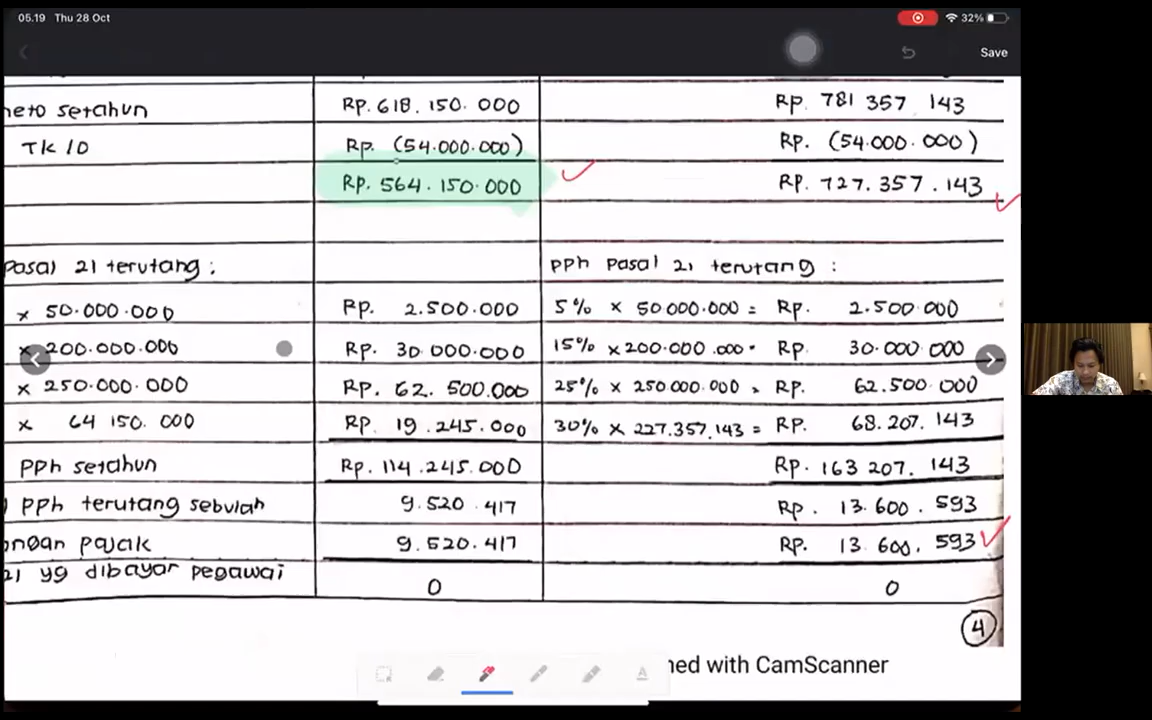 05.19 Thu 28 Oct
32%
Save
neto setahun Rp. 618.150.000 Rp. 781 357 143
TK/0 Rp. (54.000.000) Rp. (54.000.000)
Rp. 564.150.000 Rp. 727.357.143
pasal 21 terutang : pph pasal 21 terutang :
x 50.000.000 Rp. 2.500.000 5% x 50 000.000 = Rp. 2.500.000
x 200.000.000 Rp. 30 000.000 15% x 200.000.000 Rp. 30.000 000
x 250.000.000 Rp. 62.500.000 25% x 250 000.000 = Rp. 62.500 000
x 64 150.000 Rp. 19.245.000 30% x 227.357.143 = Rp. 68.207.143
PPh setahun Rp. 114.245.000 Rp. 163 207.143
PPh terutang sebulah 9.520.417 Rp. 13.600.593
ongan pajak 9.520.417 Rp. 13 600.593
21 yg dibayar pegawai 0 0
4
ned with CamScanner
A